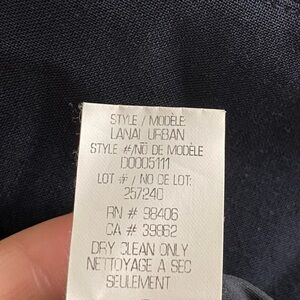 STYLE / MODÈLE
LANAI URBAN
STYLE #/NO DE MODÈLE
D0005111
LOT # / NO DE LOT:
257240
RN # 98406
CA # 39962
DRY CLEAN ONLY
NETTOYAGE A SEC
SEULEMENT